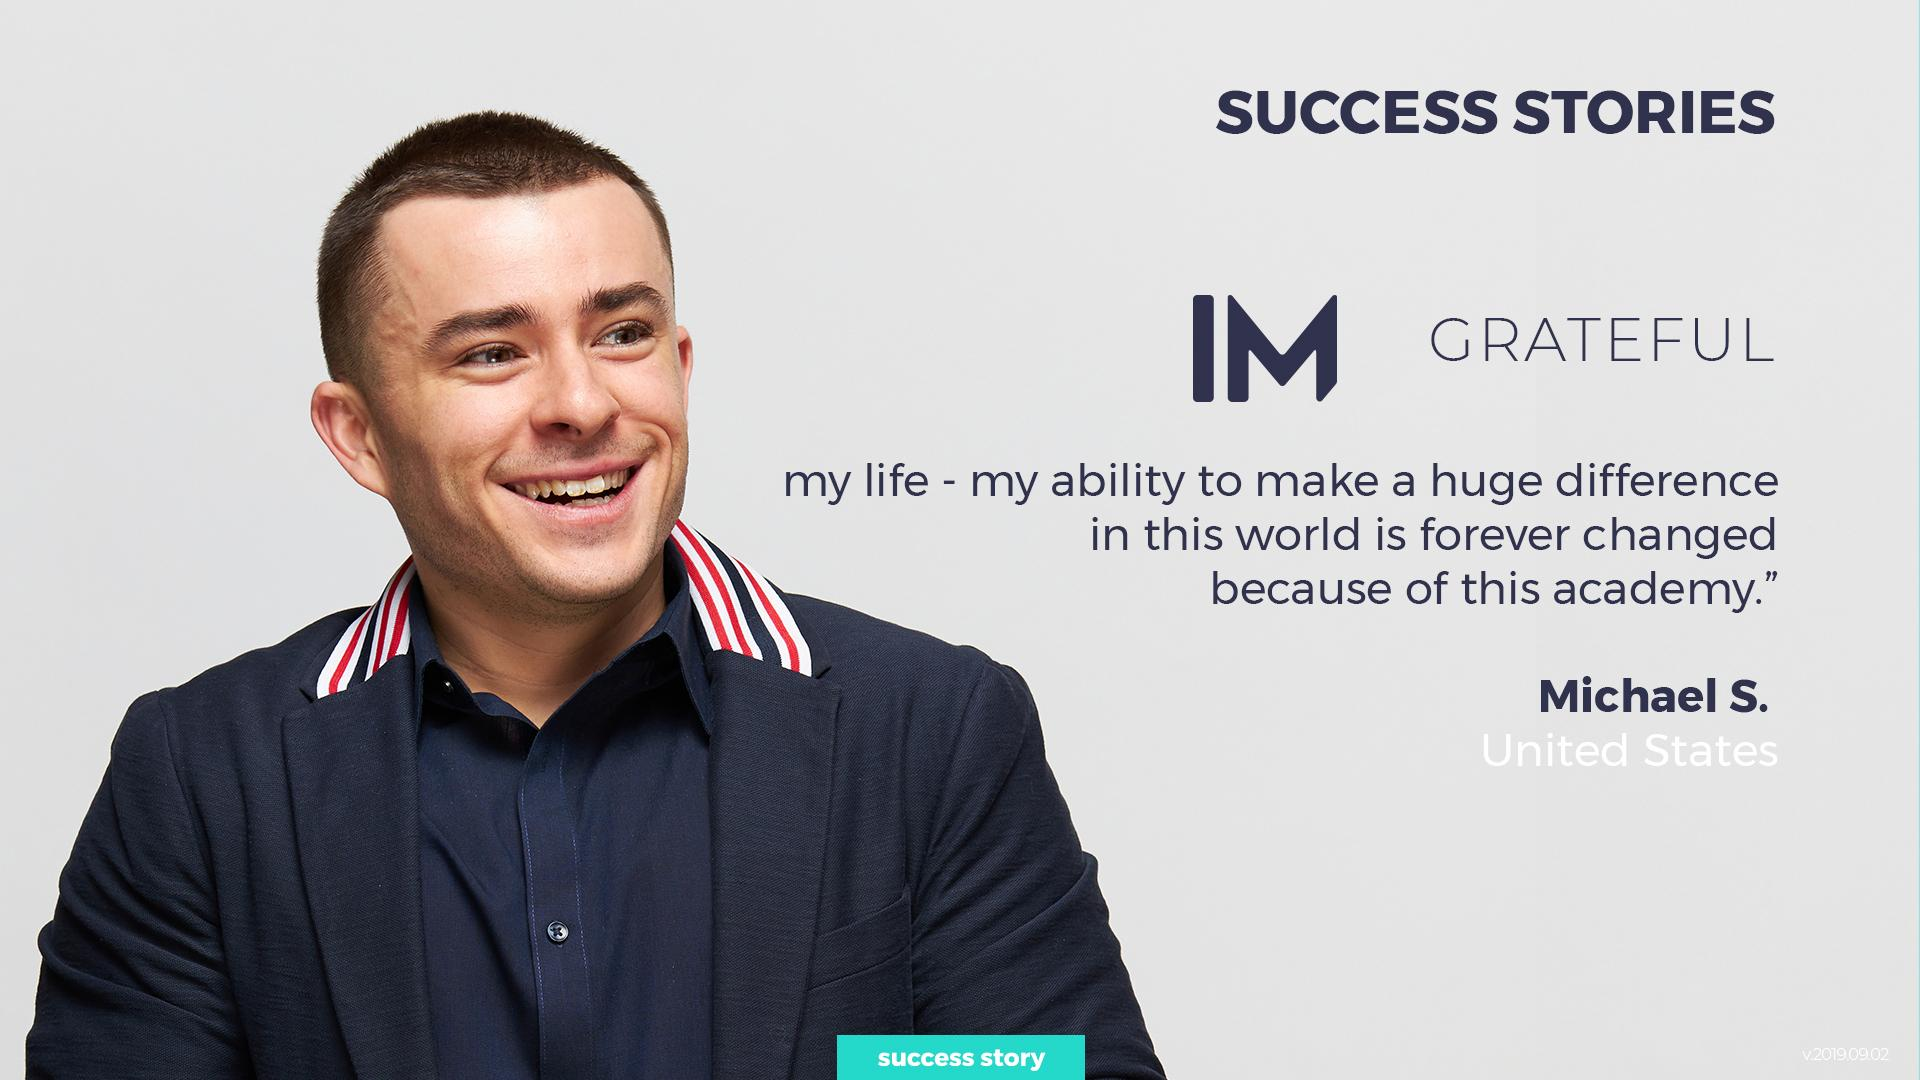 SUCCESS STORIES
IM GRATEFUL
my life - my ability to make a huge difference
in this world is forever changed
because of this academy.”
Michael S.
United States
success story
v.2019.09.02